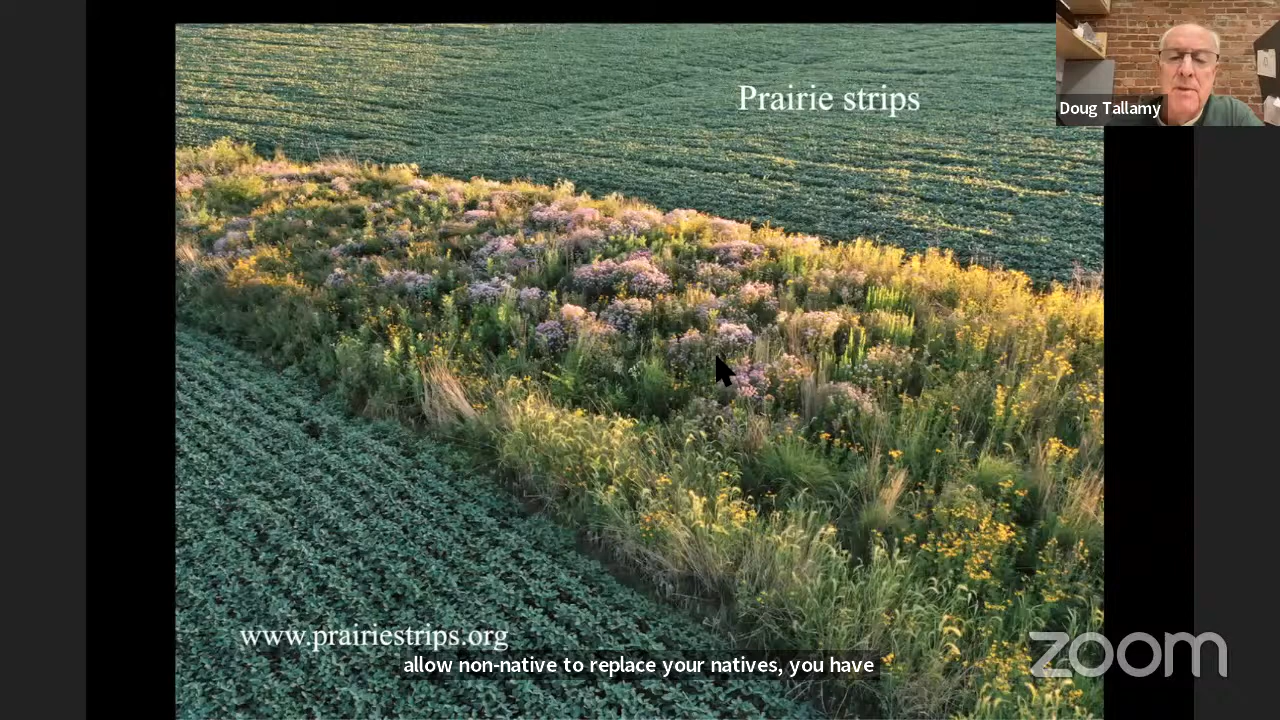 Prairie strips
Doug Tallamy
www.prairiestrips.org
allow non-native to replace your natives, you have
zoom